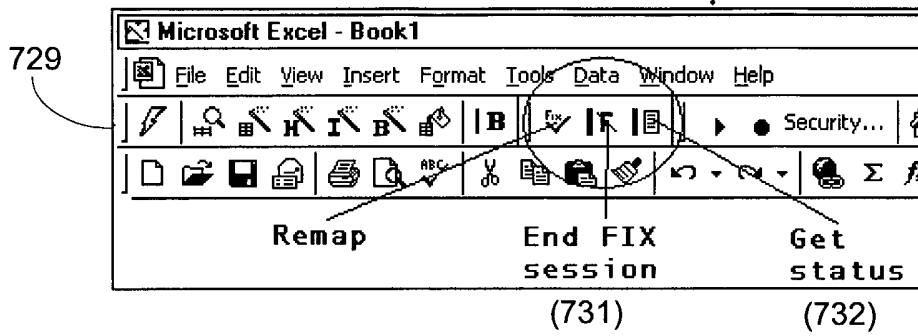 Microsoft Excel - Book1
729
File Edit View Insert Format Tools Data Window Help
H I B B Fix F Security...
ABC Σ
Remap End FIX session Get status
(731) (732)